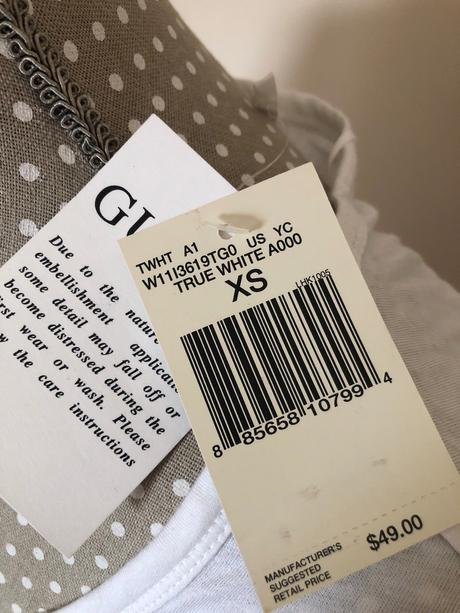 GU
Due to the nature
embellishment applicati
some detail may fall off or
become distressed during the
first wear or wash. Please
the care instructions
TWHT A1
W11I3619TG0 US YC
TRUE WHITE A000
XS
LHK1005
8 85658 10799 4
MANUFACTURER'S
SUGGESTED
RETAIL PRICE
$49.00